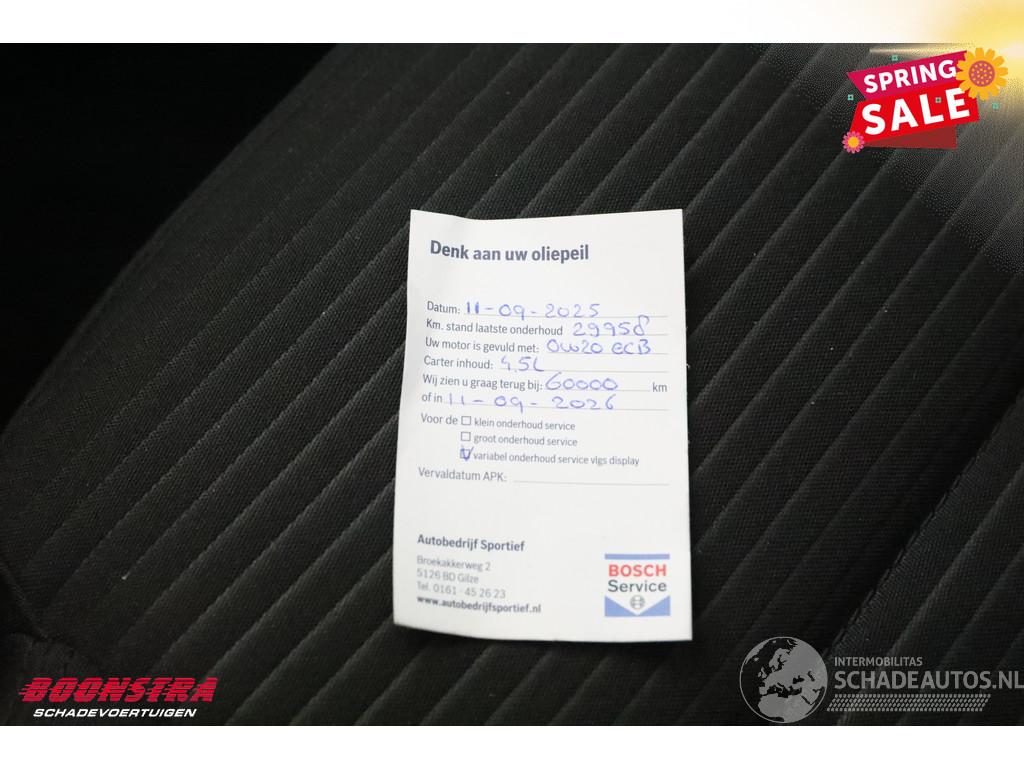 SPRING
SALE
Denk aan uw oliepeil
Datum: 11-09-2025
Km. stand laatste onderhoud 29958
Uw motor is gevuld met: 0W20 ECB
Carter inhoud: 4,5L
Wij zien u graag terug bij: 60000 km
of in 11-09-2026
Voor de klein onderhoud service
groot onderhoud service
variabel onderhoud service vlgs display
Vervaldatum APK:
Autobedrijf Sportief
Broekakkerweg 2
5126 BD Gilze
Tel. 0161 - 45 26 23
www.autobedrijfsportief.nl
BOSCH
Service
BOONSTRA
SCHADEVOERTUIGEN
INTERMOBILITAS
SCHADEAUTOS.NL